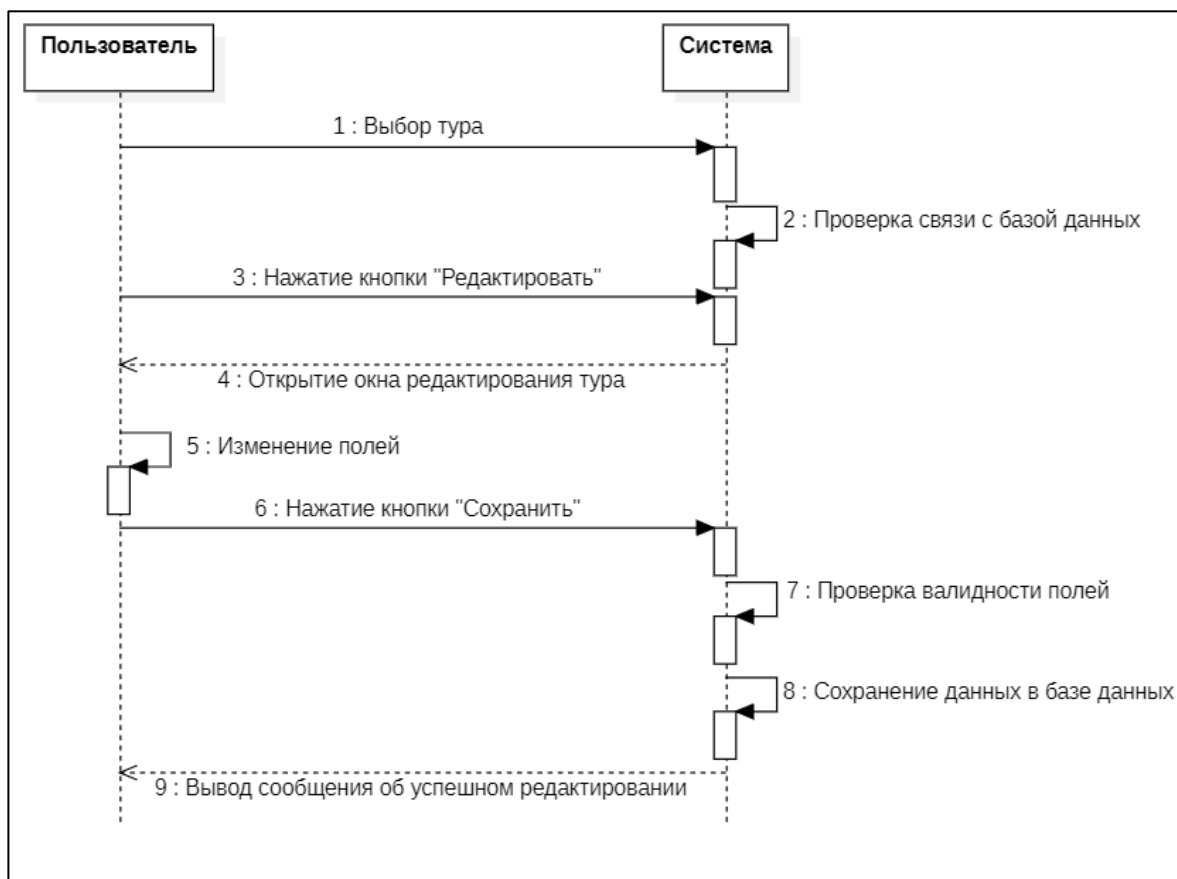 Пользователь
Система
1 : Выбор тура
2 : Проверка связи с базой данных
3 : Нажатие кнопки "Редактировать"
4 : Открытие окна редактирования тура
5 : Изменение полей
6 : Нажатие кнопки "Сохранить"
7 : Проверка валидности полей
8 : Сохранение данных в базе данных
9 : Вывод сообщения об успешном редактировании